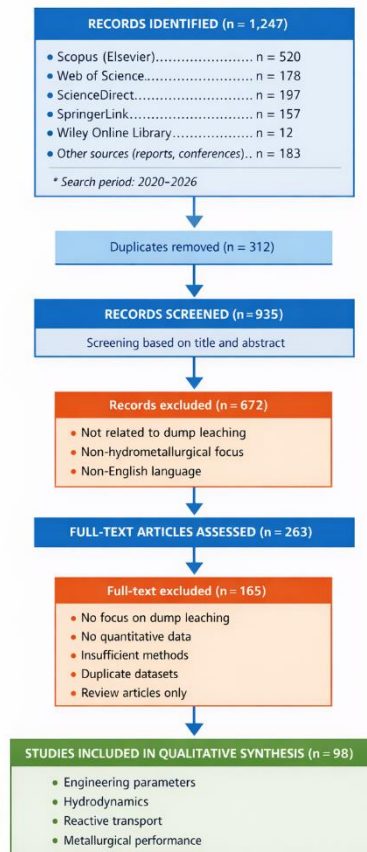 RECORDS IDENTIFIED (n = 1,247)
• Scopus (Elsevier)........................ n = 520
• Web of Science.......................... n = 178
• ScienceDirect............................ n = 197
• SpringerLink............................. n = 157
• Wiley Online Library................... n = 12
• Other sources (reports, conferences).. n = 183
* Search period: 2020–2026
Duplicates removed (n = 312)
RECORDS SCREENED (n = 935)
Screening based on title and abstract
Records excluded (n = 672)
• Not related to dump leaching
• Non-hydrometallurgical focus
• Non-English language
FULL-TEXT ARTICLES ASSESSED (n = 263)
Full-text excluded (n = 165)
• No focus on dump leaching
• No quantitative data
• Insufficient methods
• Duplicate datasets
• Review articles only
STUDIES INCLUDED IN QUALITATIVE SYNTHESIS (n = 98)
• Engineering parameters
• Hydrodynamics
• Reactive transport
• Metallurgical performance